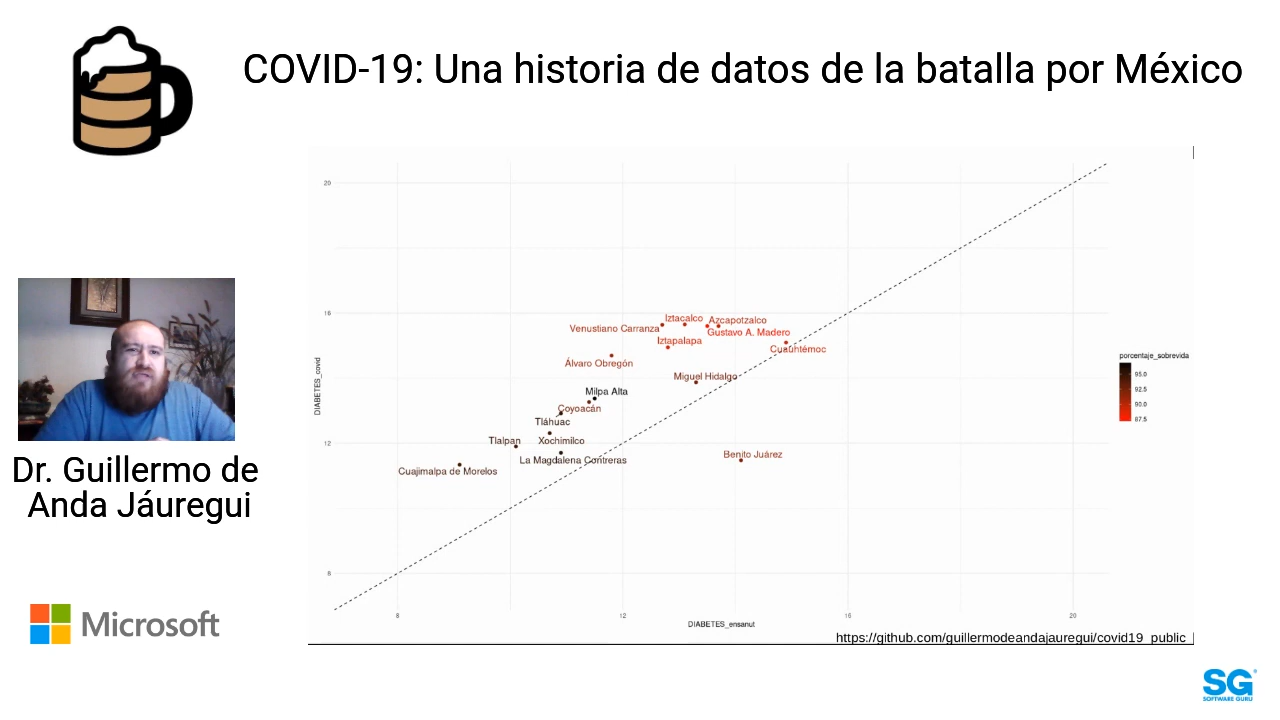 COVID-19: Una historia de datos de la batalla por México
20
16
12
8
8
12
16
20
DIABETES_covid
DIABETES_ensanut
Venustiano Carranza
Iztacalco
Azcapotzalco
Gustavo A. Madero
Iztapalapa
Cuauhtémoc
Álvaro Obregón
Miguel Hidalgo
Milpa Alta
Coyoacán
Tláhuac
Tlalpan
Xochimilco
La Magdalena Contreras
Benito Juárez
Cuajimalpa de Morelos
porcentaje_sobrevida
95.0
92.5
90.0
87.5
https://github.com/guillermodeandajauregui/covid19_public
Dr. Guillermo de
Anda Jáuregui
Microsoft
SG
SOFTWARE GURU